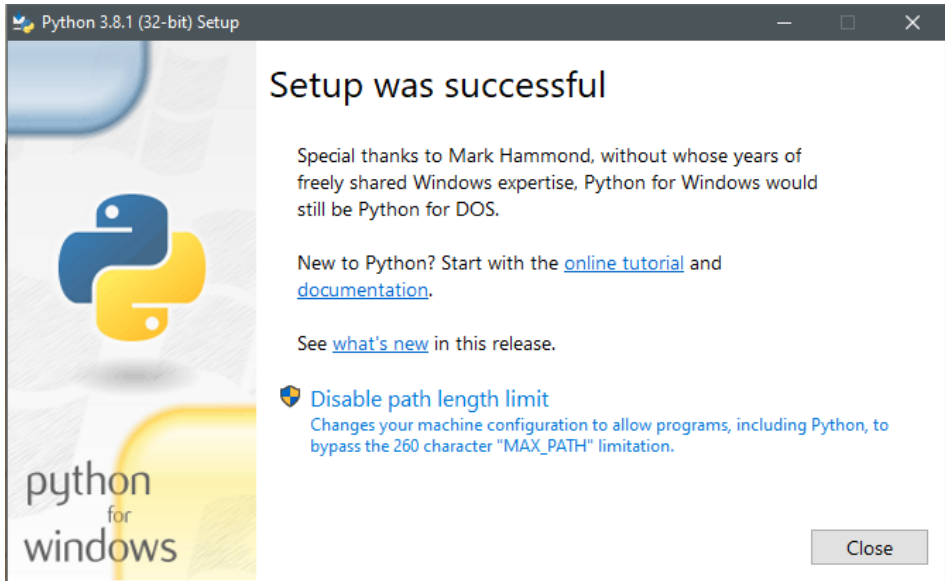 Python 3.8.1 (32-bit) Setup
Setup was successful
Special thanks to Mark Hammond, without whose years of
freely shared Windows expertise, Python for Windows would
still be Python for DOS.
New to Python? Start with the online tutorial and
documentation.
See what's new in this release.
Disable path length limit
Changes your machine configuration to allow programs, including Python, to
bypass the 260 character "MAX_PATH" limitation.
python
for
windows
Close